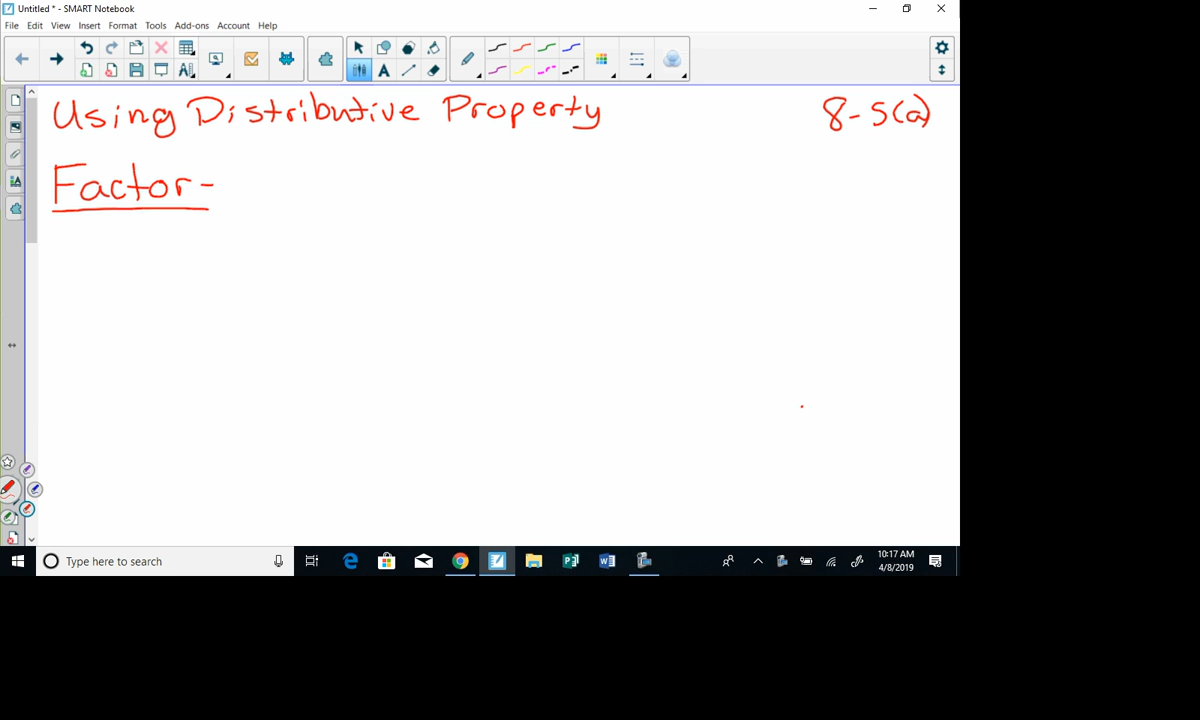 Untitled * - SMART Notebook
File Edit View Insert Format Tools Add-ons Account Help
Using Distributive Property 8-5(a)
Factor -
Type here to search
10:17 AM
4/8/2019